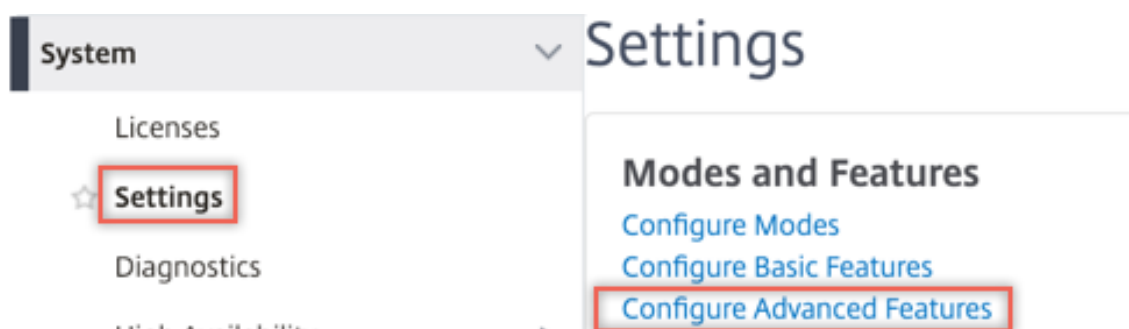 System
Licenses
Settings
Diagnostics
Settings
Modes and Features
Configure Modes
Configure Basic Features
Configure Advanced Features